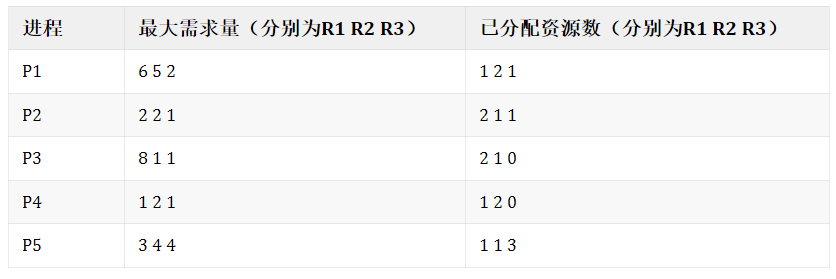 进程 最大需求量（分别为R1 R2 R3） 已分配资源数（分别为R1 R2 R3）
P1 6 5 2 1 2 1
P2 2 2 1 2 1 1
P3 8 1 1 2 1 0
P4 1 2 1 1 2 0
P5 3 4 4 1 1 3